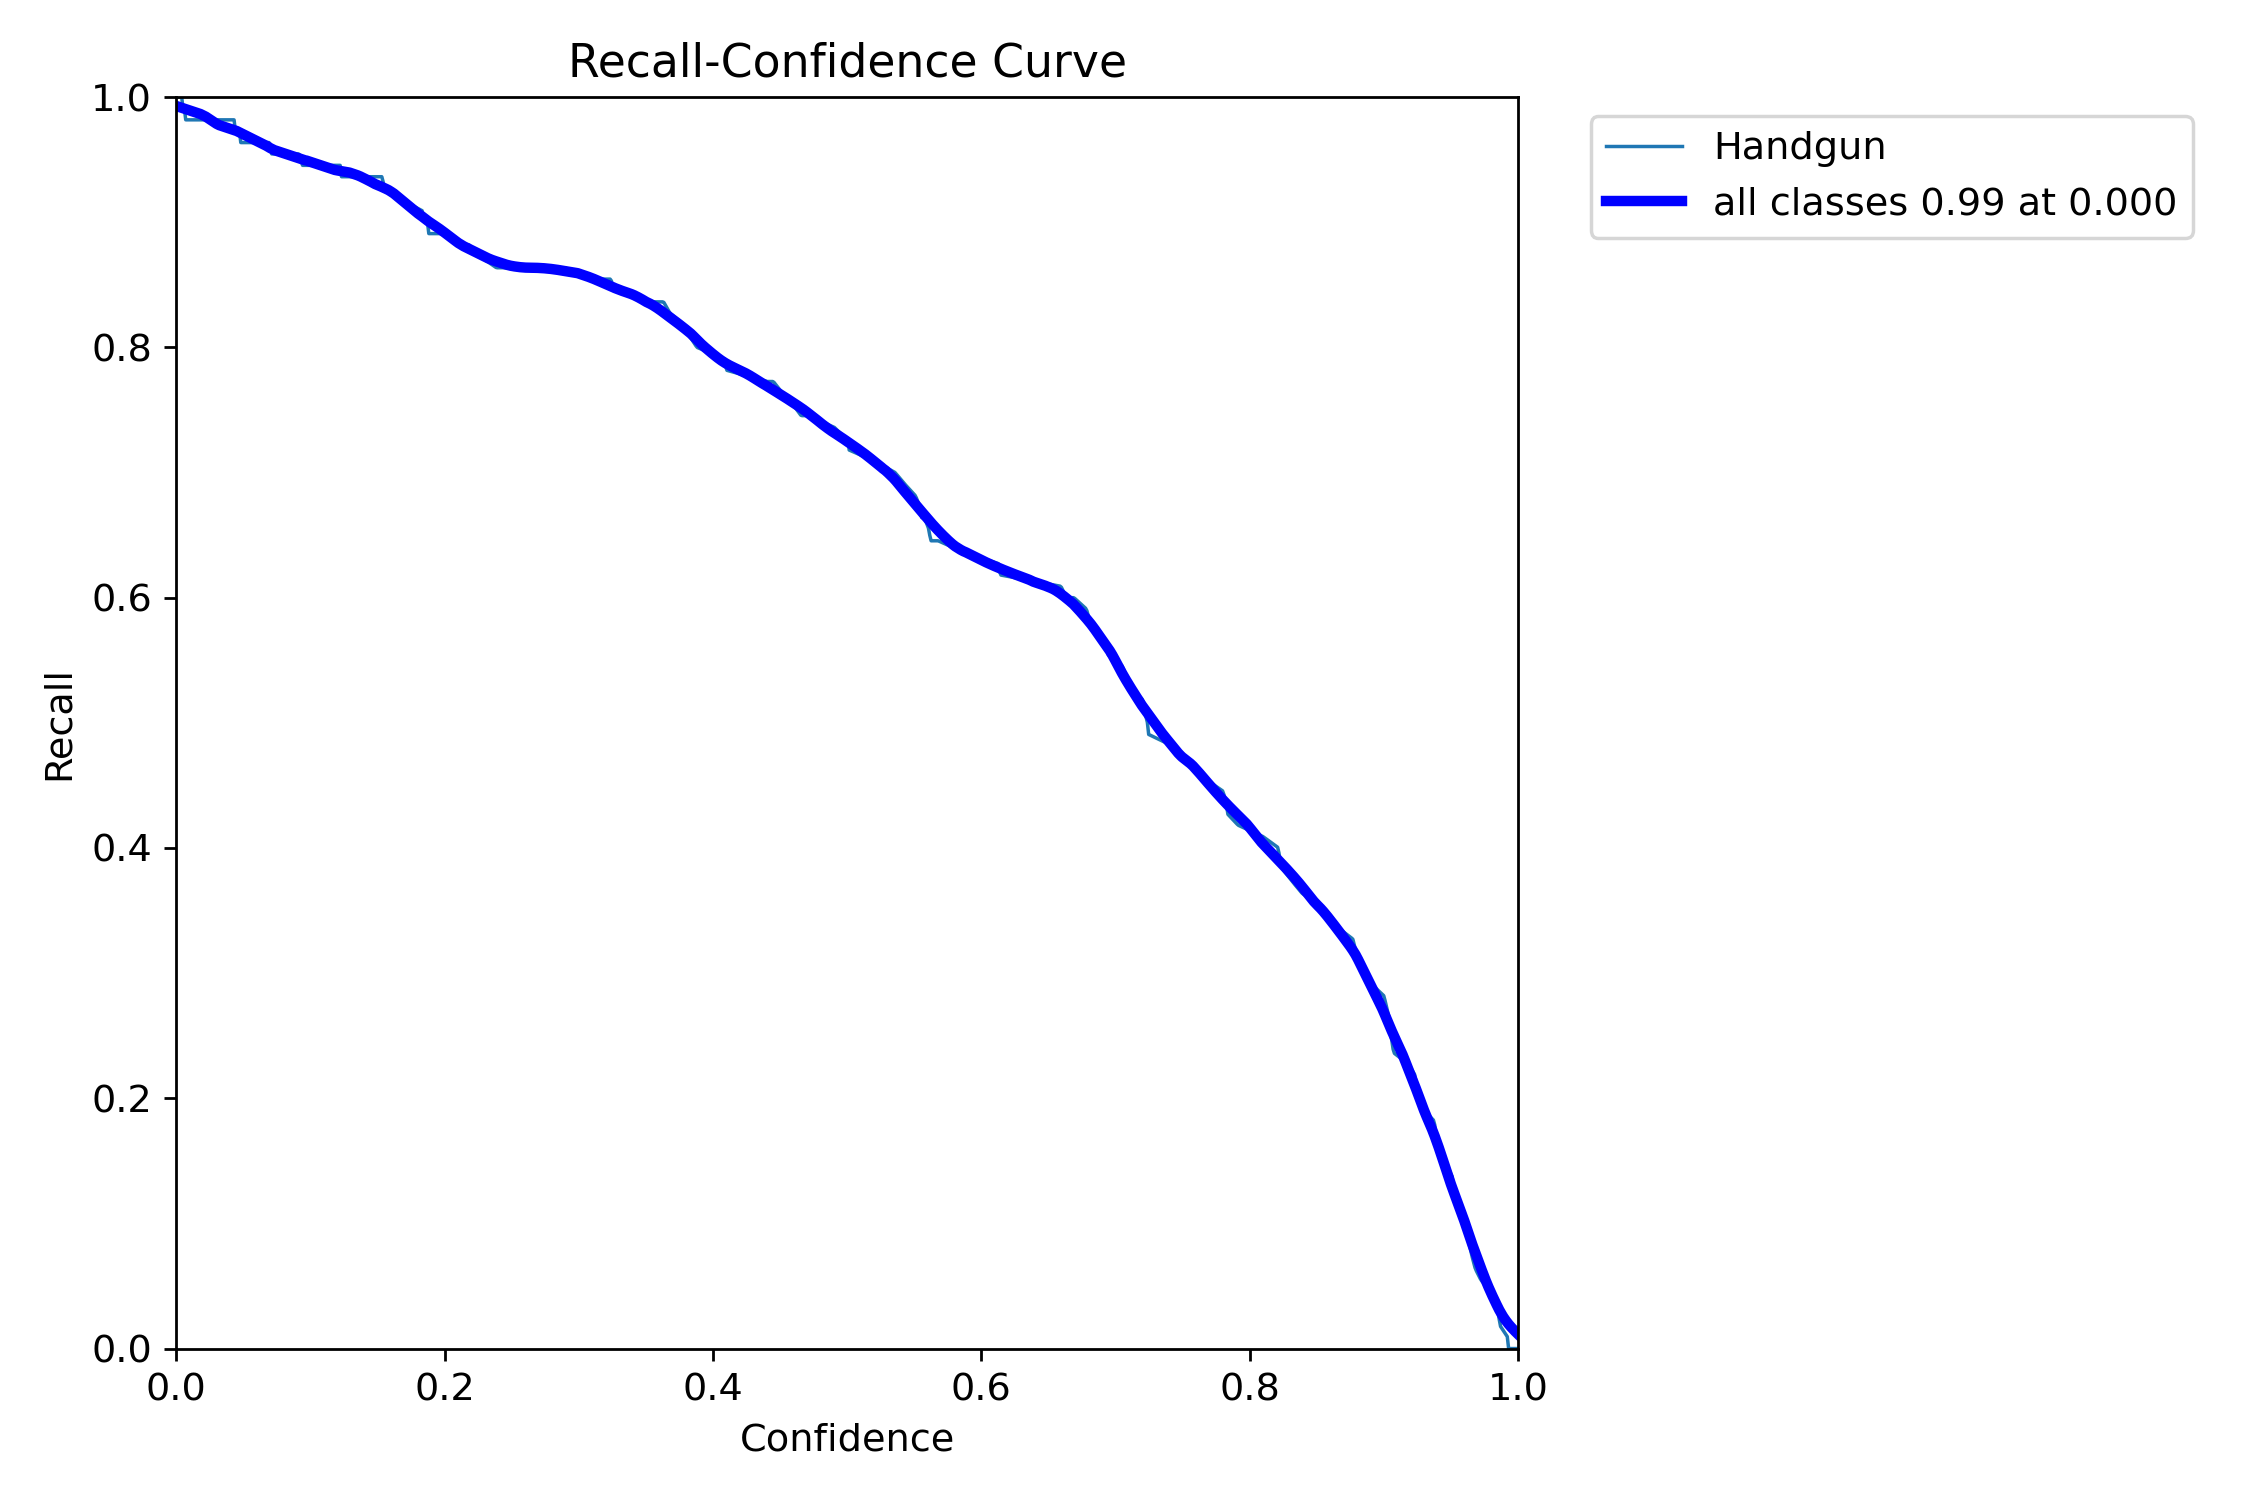 Recall-Confidence Curve
Handgun
all classes 0.99 at 0.000
1.0
0.8
0.6
0.4
0.2
0.0
Recall
0.0 0.2 0.4 0.6 0.8 1.0
Confidence